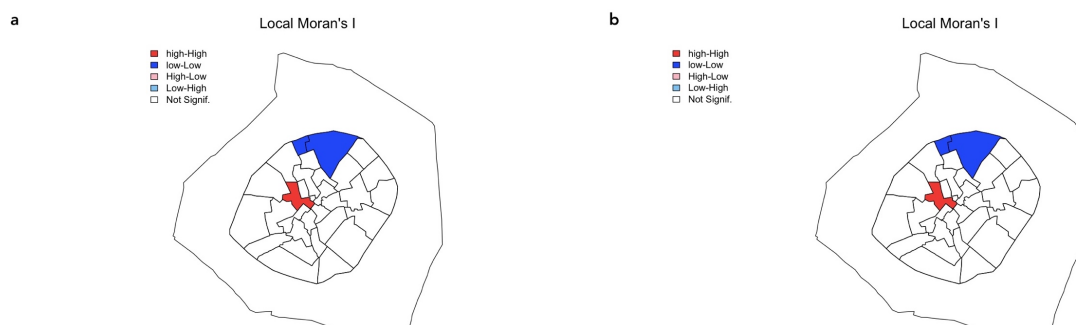 a
Local Moran's I
high-High
low-Low
High-Low
Low-High
Not Signif.
b
Local Moran's I
high-High
low-Low
High-Low
Low-High
Not Signif.